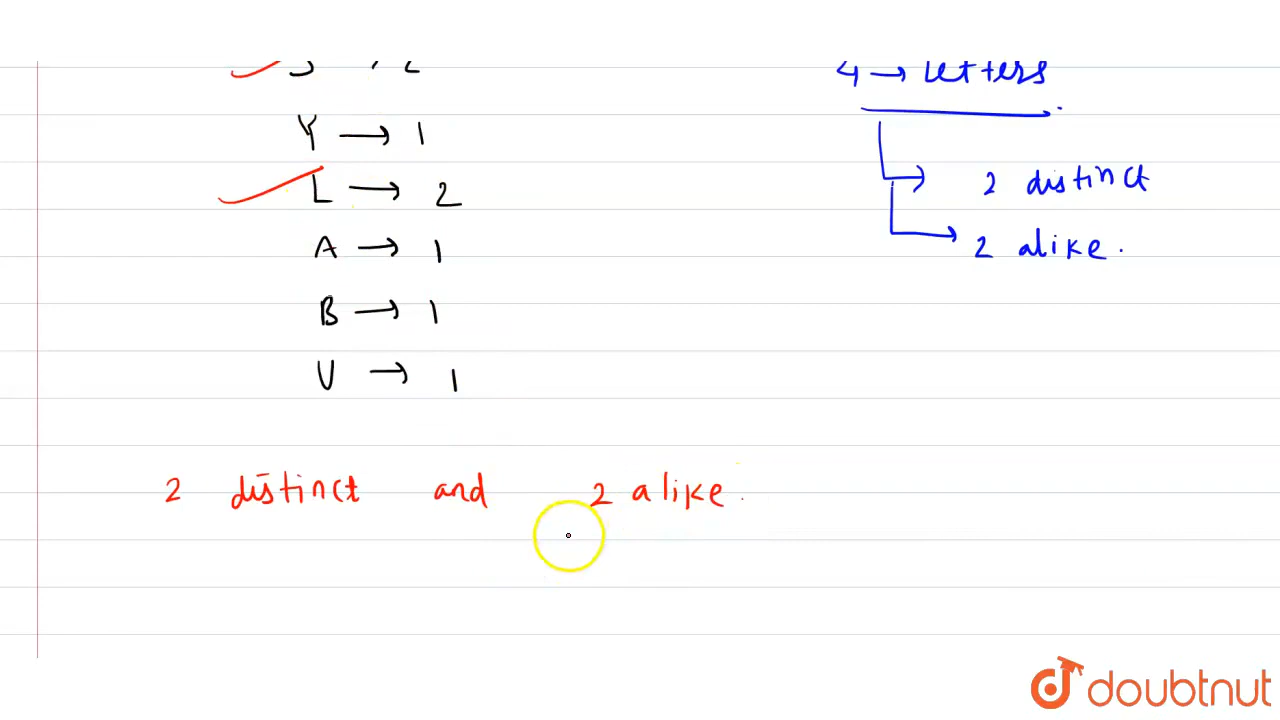 4 → letters
Y → 1
L → 2
2 distinct
A → 1
2 alike.
B → 1
U → 1
2 distinct and 2 alike.
doubtnut